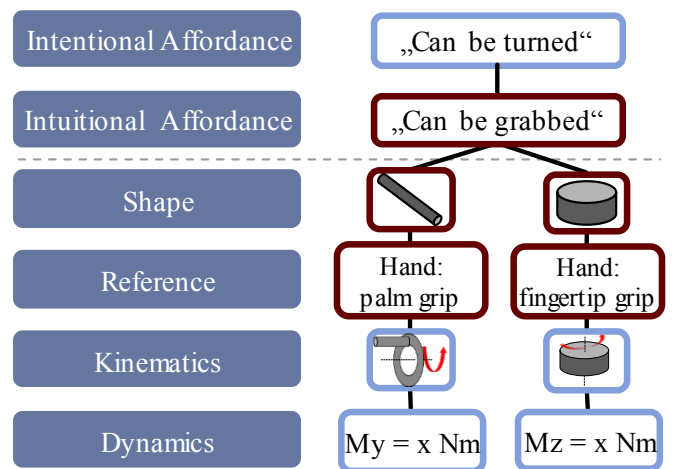 Intentional Affordance
„Can be turned“
Intuitional Affordance
„Can be grabbed“
Shape
Reference
Hand:
palm grip
Hand:
fingertip grip
Kinematics
Dynamics
My = x Nm
Mz = x Nm